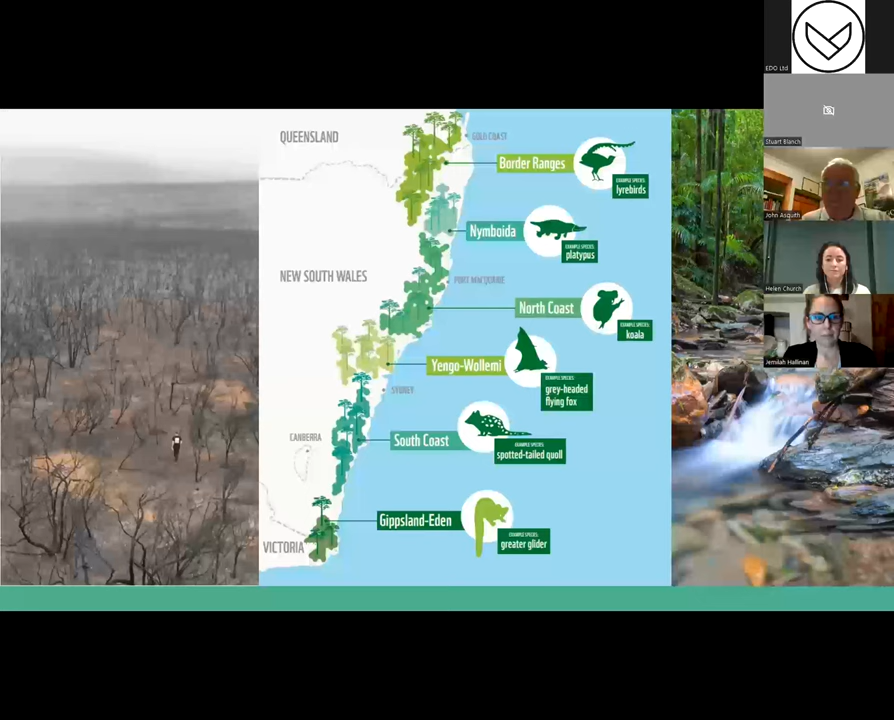 QUEENSLAND
GOLD COAST
Border Ranges
EXAMPLE SPECIES:
lyrebirds
Nymboida
EXAMPLE SPECIES:
platypus
NEW SOUTH WALES
PORT MACQUARIE
North Coast
EXAMPLE SPECIES:
koala
Yengo-Wollemi
EXAMPLE SPECIES:
grey-headed
flying fox
SYDNEY
CANBERRA
South Coast
EXAMPLE SPECIES:
spotted-tailed quoll
Gippsland-Eden
EXAMPLE SPECIES:
greater glider
VICTORIA
EDO Ltd
Stuart Blanch
John Asquith
Helen Church
Jemilah Hallinan